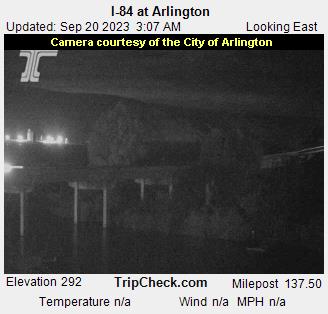 I-84 at Arlington
Updated: Sep 20 2023 3:07 AM Looking East
Camera courtesy of the City of Arlington
Elevation 292 TripCheck.com Milepost 137.50
Temperature n/a Wind n/a MPH n/a